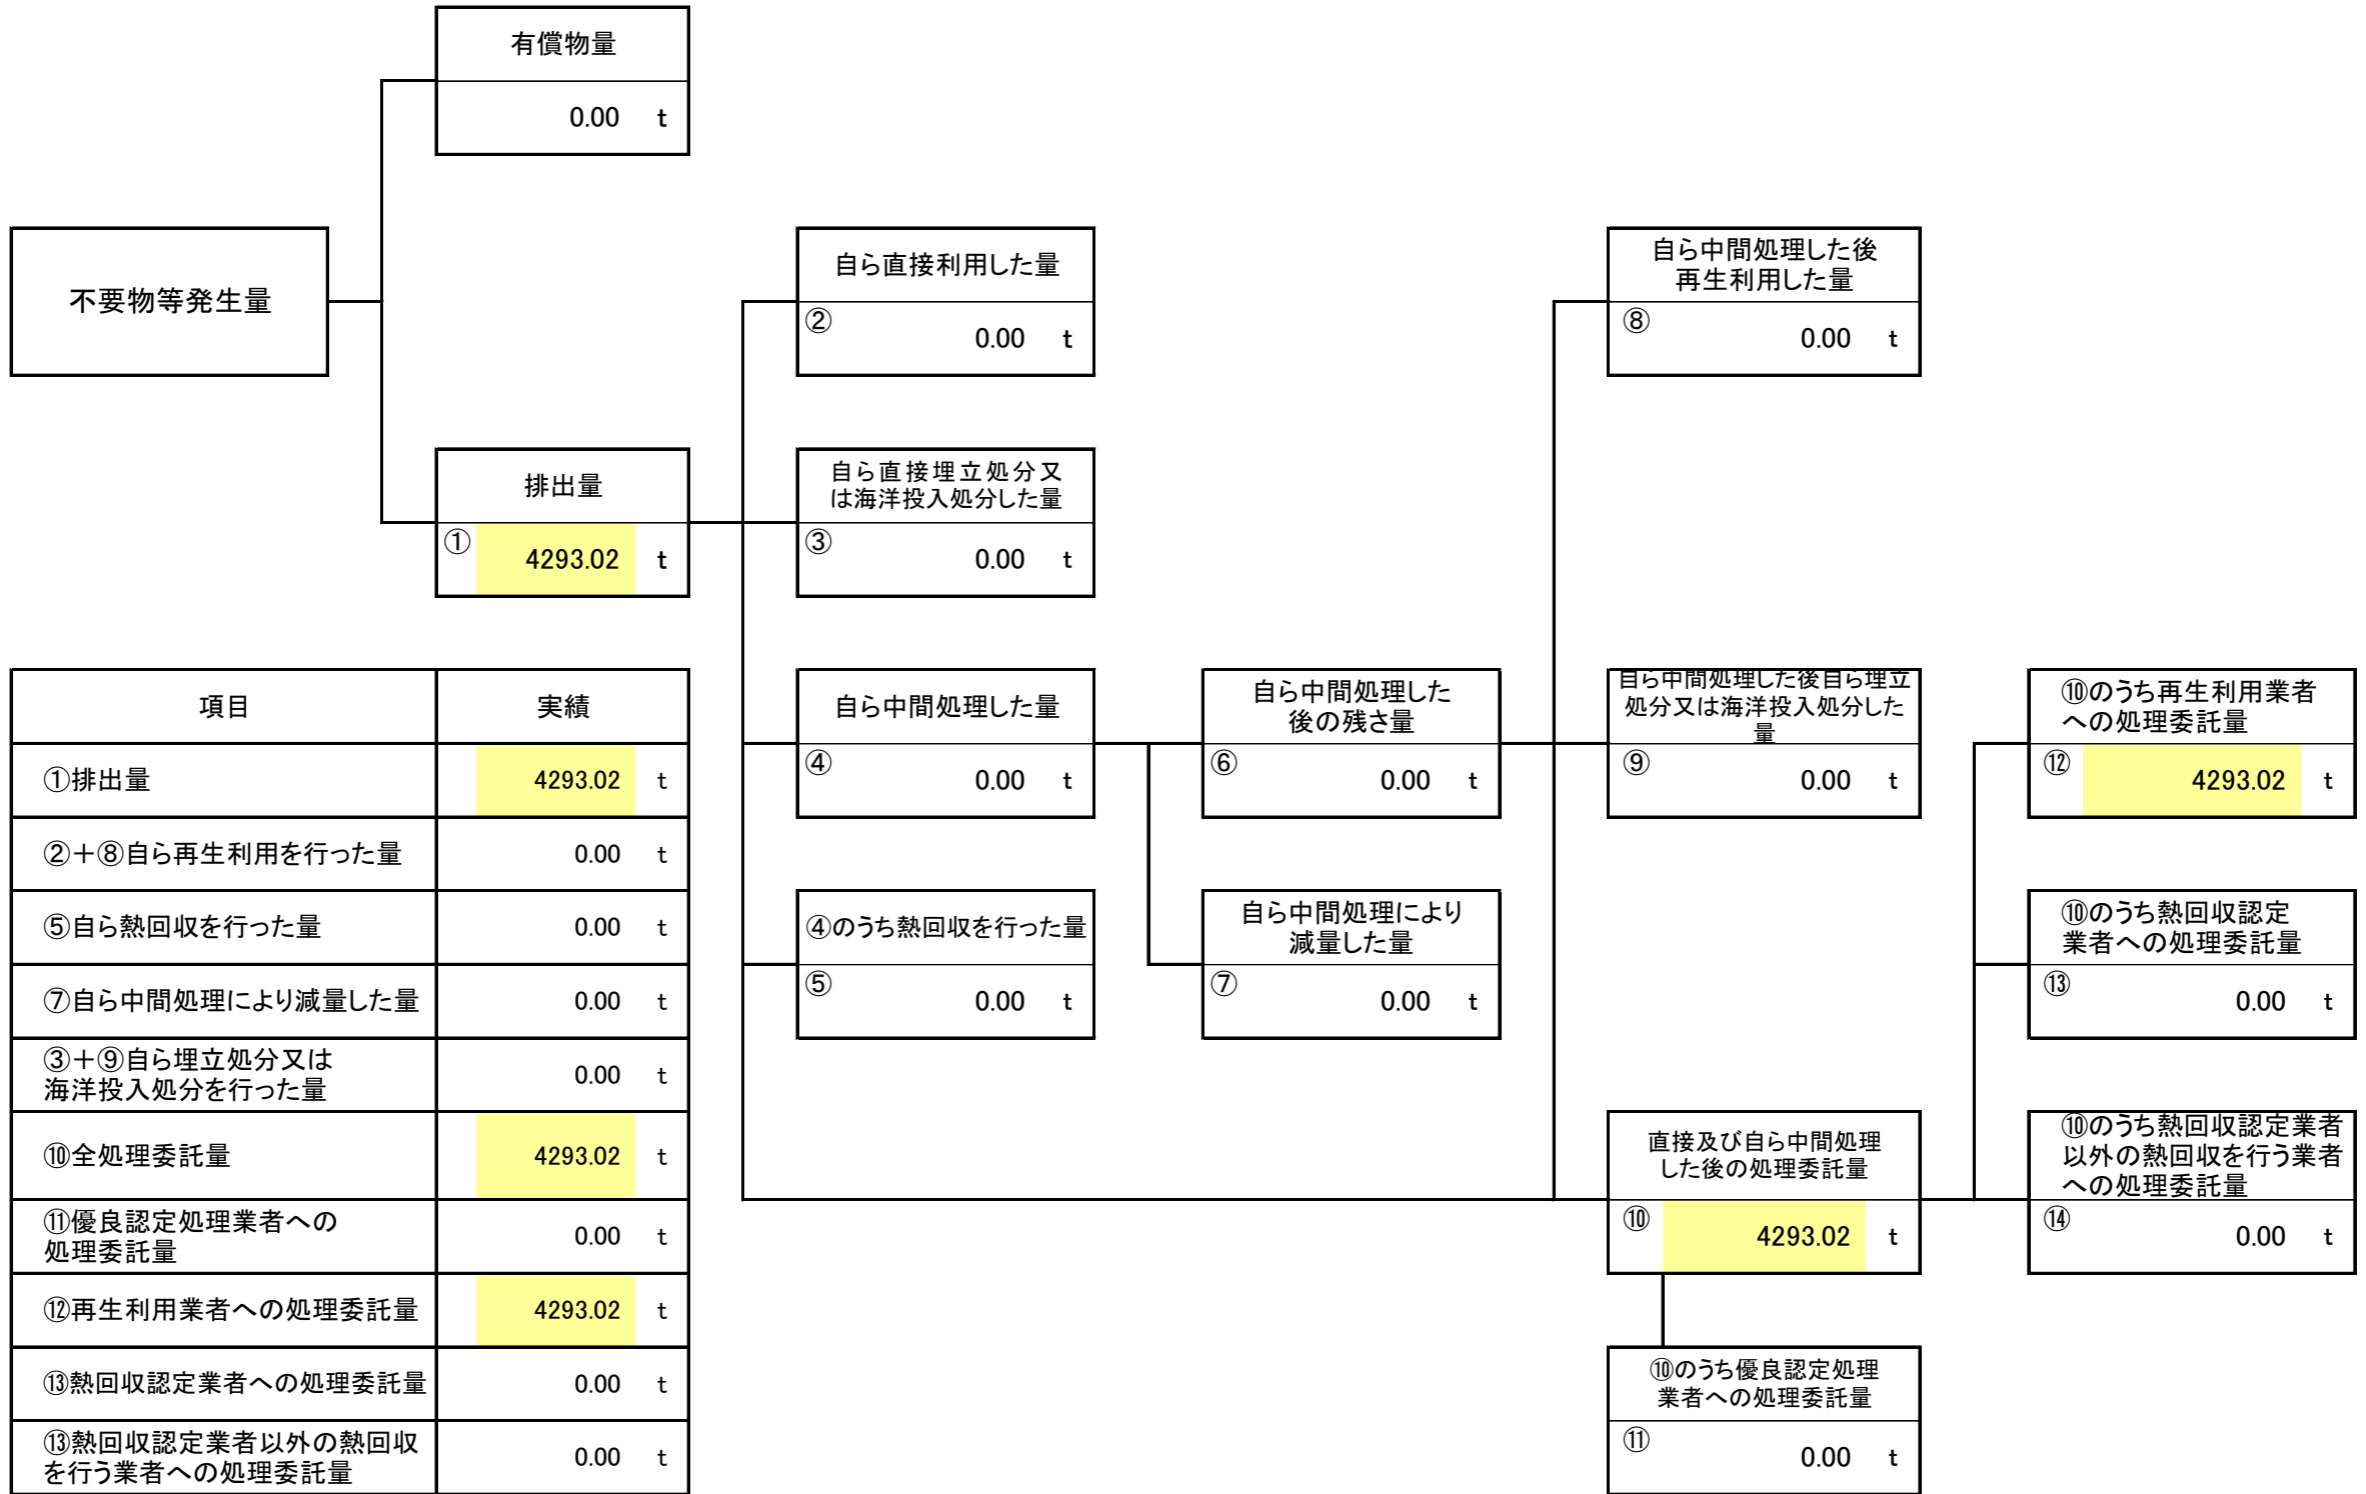 有償物量
0.00 t
不要物等発生量
自ら直接利用した量
② 0.00 t
自ら中間処理した後
再生利用した量
⑧ 0.00 t
排出量
① 4293.02 t
自ら直接埋立処分又
は海洋投入処分した量
③ 0.00 t
自ら中間処理した量
④ 0.00 t
自ら中間処理した
後の残さ量
⑥ 0.00 t
自ら中間処理した後自ら埋立
処分又は海洋投入処分した
量
⑨ 0.00 t
⑩のうち再生利用業者
への処理委託量
⑫ 4293.02 t
④のうち熱回収を行った量
⑤ 0.00 t
自ら中間処理により
減量した量
⑦ 0.00 t
⑩のうち熱回収認定
業者への処理委託量
⑬ 0.00 t
直接及び自ら中間処理
した後の処理委託量
⑩ 4293.02 t
⑩のうち熱回収認定業者
以外の熱回収を行う業者
への処理委託量
⑭ 0.00 t
⑩のうち優良認定処理
業者への処理委託量
⑪ 0.00 t
項目 実績
①排出量 4293.02 t
②＋⑧自ら再生利用を行った量 0.00 t
⑤自ら熱回収を行った量 0.00 t
⑦自ら中間処理により減量した量 0.00 t
③＋⑨自ら埋立処分又は
海洋投入処分を行った量 0.00 t
⑩全処理委託量 4293.02 t
⑪優良認定処理業者への
処理委託量 0.00 t
⑫再生利用業者への処理委託量 4293.02 t
⑬熱回収認定業者への処理委託量 0.00 t
⑬熱回収認定業者以外の熱回収
を行う業者への処理委託量 0.00 t